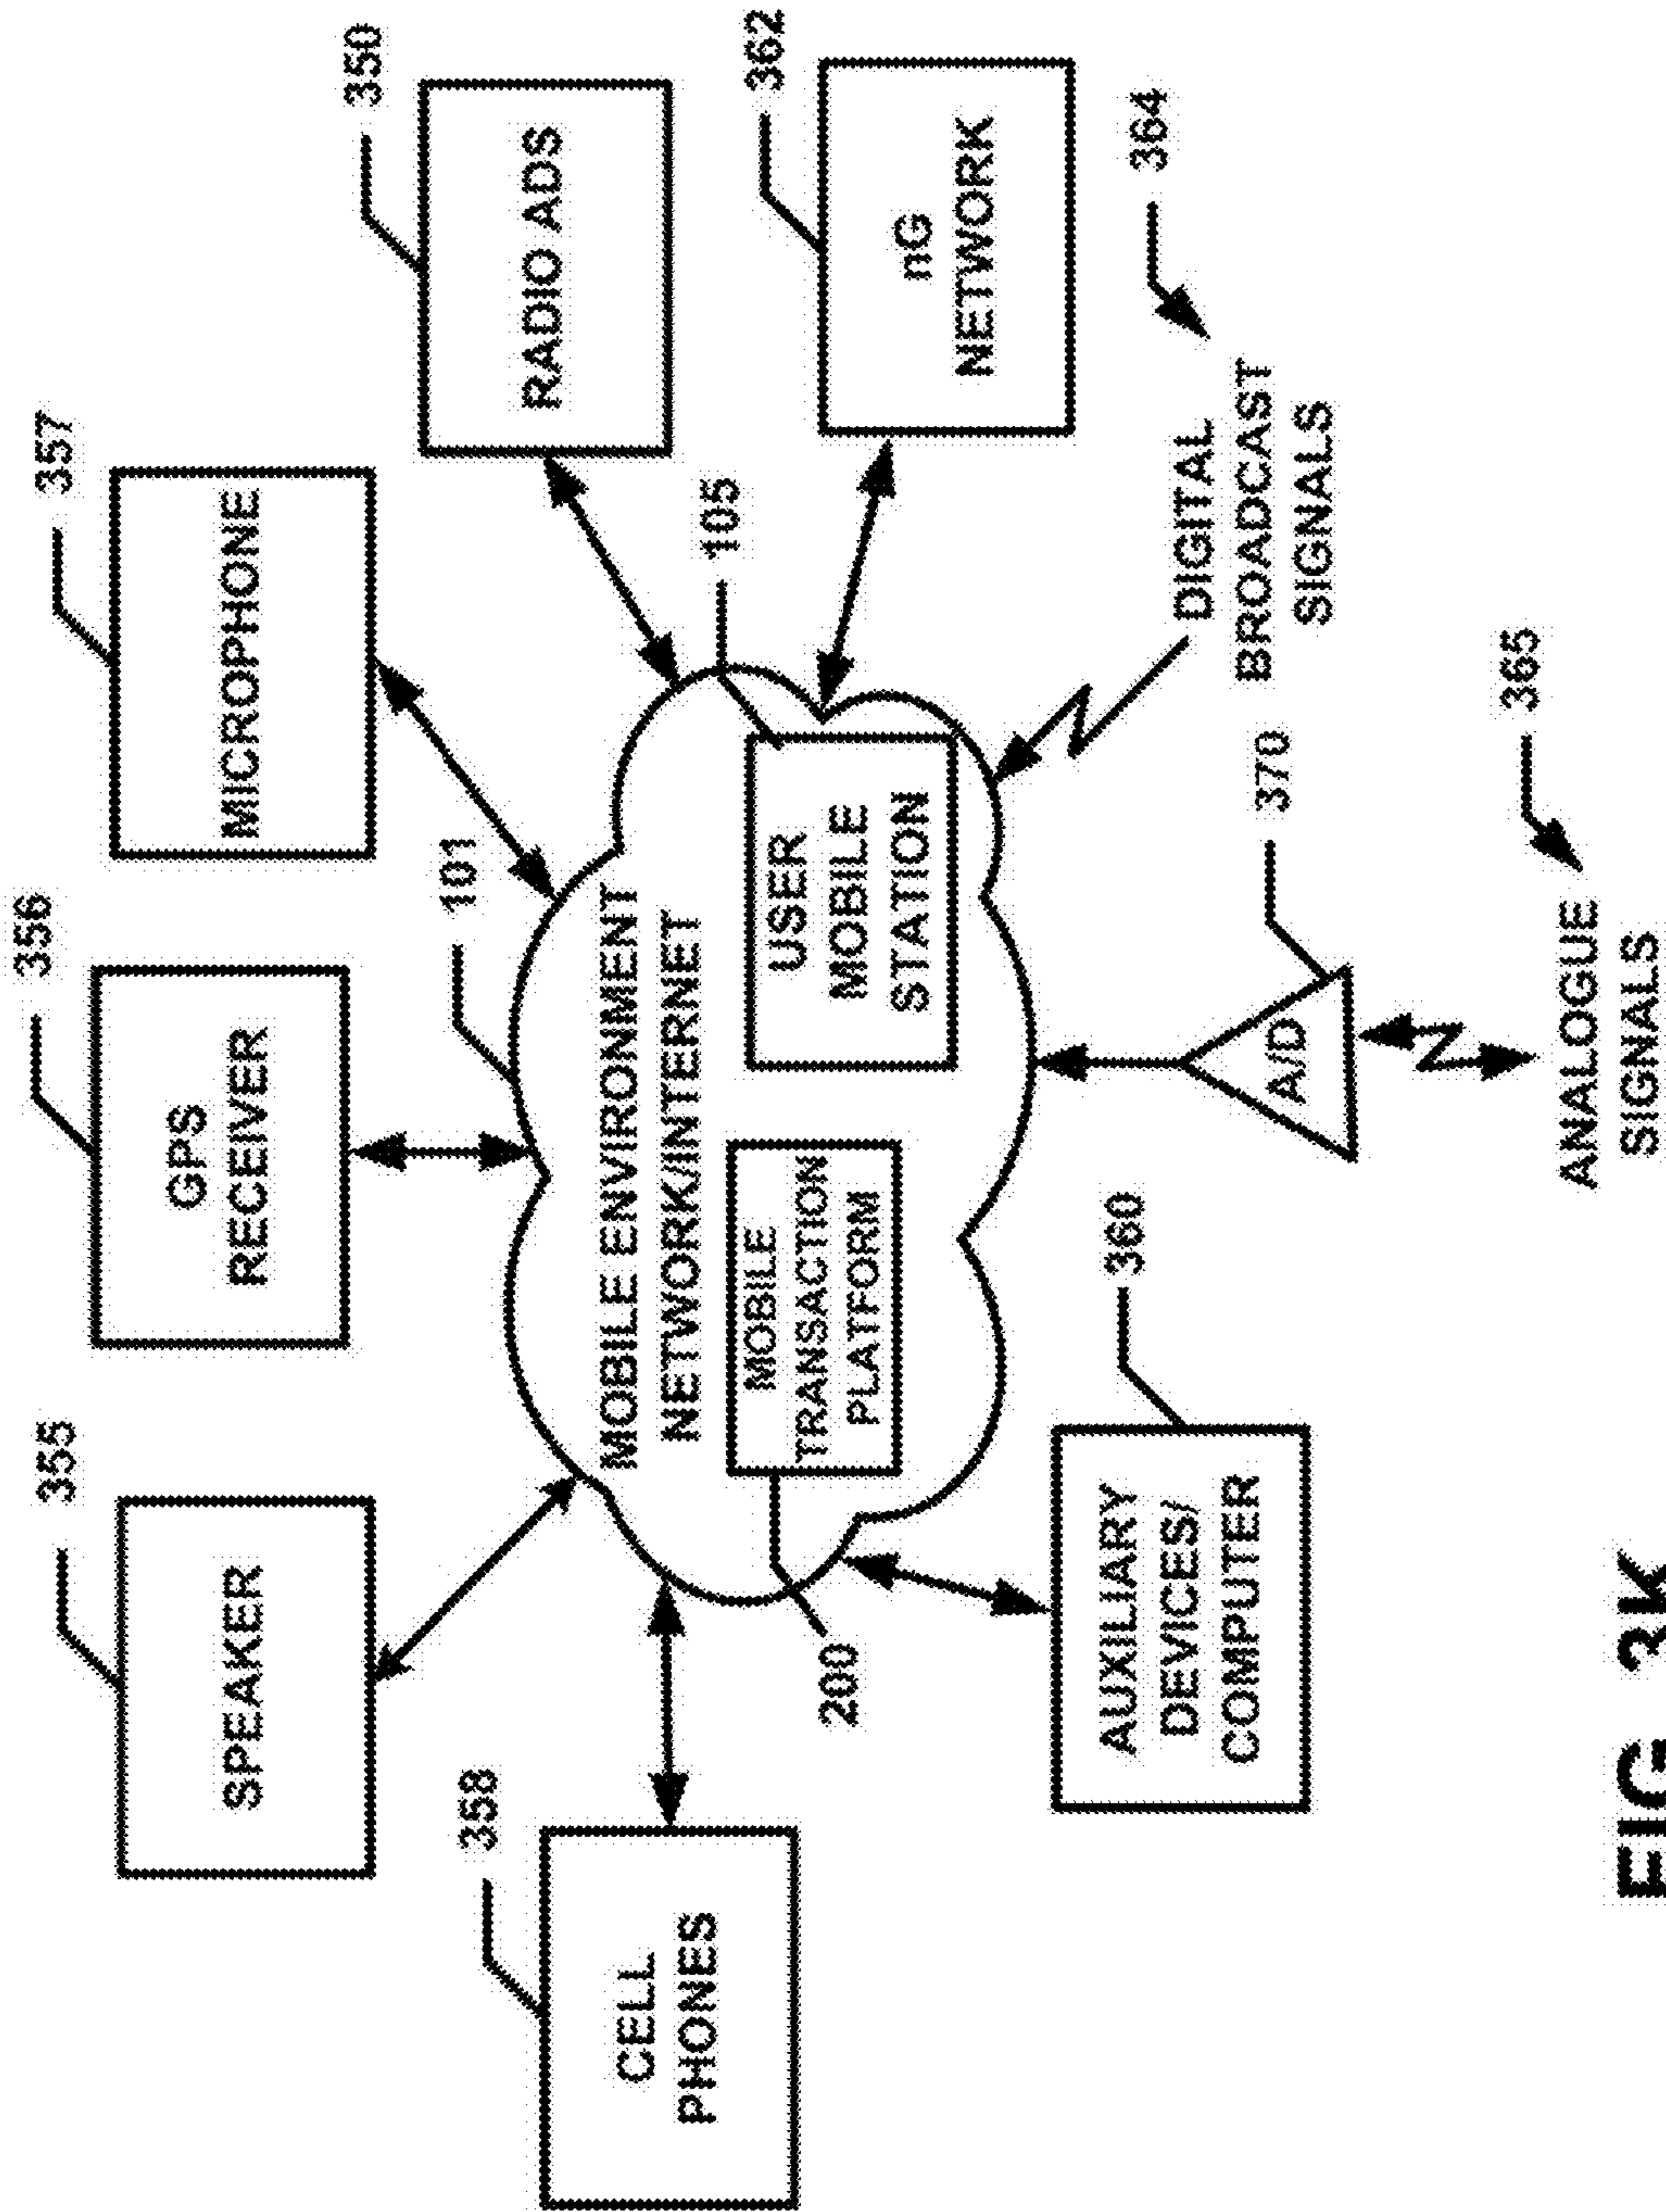 355
SPEAKER
356
GPS
RECEIVER
357
MICROPHONE
350
RADIO ADS
358
CELL
PHONES
101
MOBILE ENVIRONMENT
NETWORK/INTERNET
105
MOBILE
TRANSACTION
PLATFORM
USER
MOBILE
STATION
200
362
nG
NETWORK
360
AUXILIARY
DEVICES/
COMPUTER
370
A/D
364
DIGITAL
BROADCAST
SIGNALS
365
ANALOGUE
SIGNALS
FIG. 3K